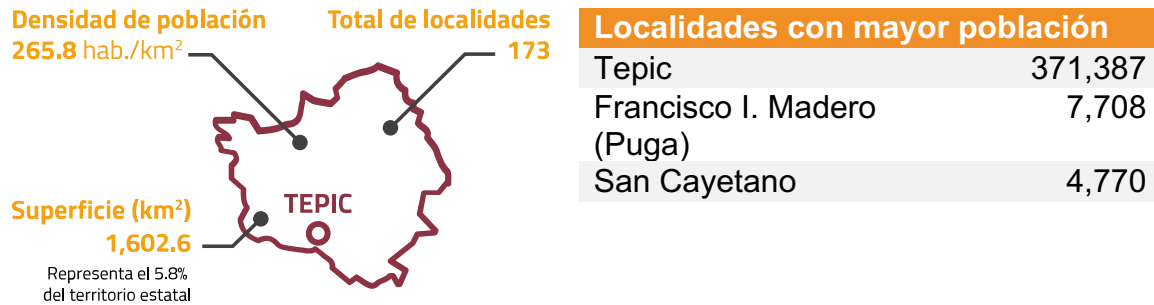 Densidad de población
265.8 hab./km²
Total de localidades
173
TEPIC
Superficie (km²)
1,602.6
Representa el 5.8%
del territorio estatal
Localidades con mayor población
Tepic 371,387
Francisco I. Madero 7,708
(Puga)
San Cayetano 4,770